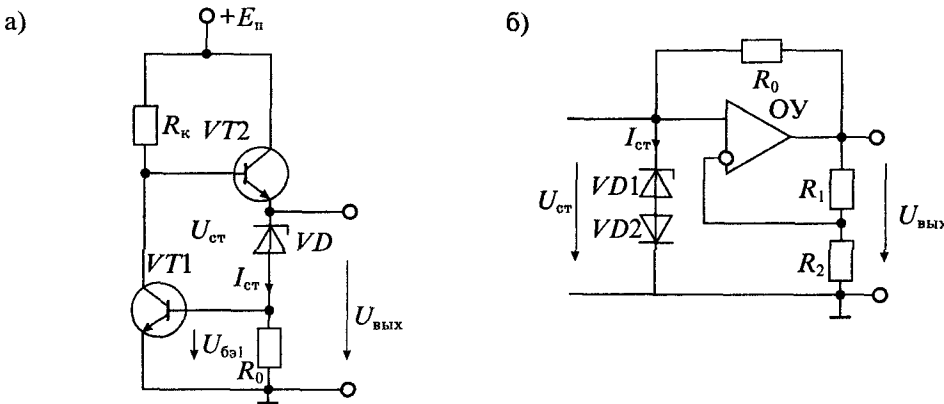 а)
+Eп
Rк
VT2
Uст
VD
VT1
Iст
Uбэ1
R0
Uвых
б)
R0
ОУ
Iст
Uст
VD1
VD2
R1
R2
Uвых